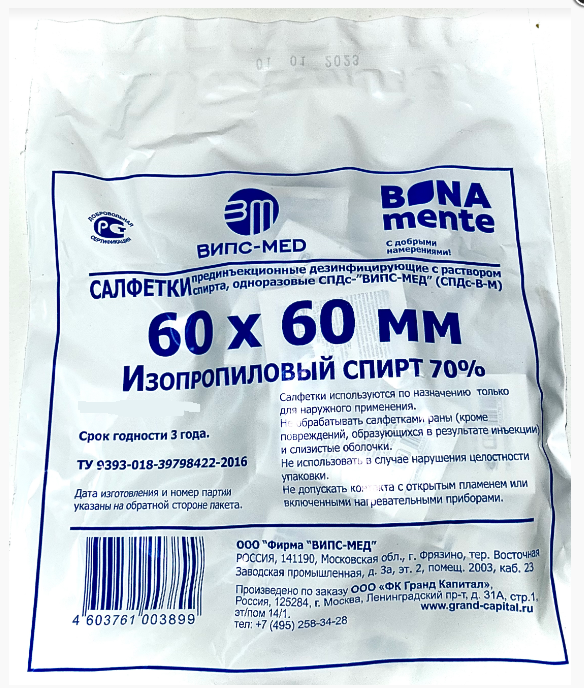 01 01 2023
ДОБРОВОЛЬНАЯ
РС
СЕРТИФИКАЦИЯ
ВМ
ВИПС-MED
BONA
mente
С добрыми
намерениями!
САЛФЕТКИ прединъекционные дезинфицирующие с раствором
спирта, одноразовые СПДс-"ВИПС-МЕД" (СПДс-В-М)
60 х 60 мм
Изопропиловый спирт 70%
Салфетки используются по назначению только
для наружного применения.
Не обрабатывать салфетками раны (кроме
повреждений, образующихся в результате инъекции)
и слизистые оболочки.
Не использовать в случае нарушения целостности
упаковки.
Не допускать контакта с открытым пламенем или
включенными нагревательными приборами.
Срок годности 3 года.
ТУ 9393-018-39798422-2016
Дата изготовления и номер партии
указаны на обратной стороне пакета.
ООО "Фирма "ВИПС-МЕД"
РОССИЯ, 141190, Московская обл., г. Фрязино, тер. Восточная
Заводская промышленная, д. 3а, эт. 2, помещ. 2003, каб. 23
Произведено по заказу ООО «ФК Гранд Капитал»,
Россия, 125284, г. Москва, Ленинградский пр-т, д. 31А, стр.1,
эт/пом 14/1.
www.grand-capital.ru
тел: +7 (495) 258-34-28
4 603761 003899